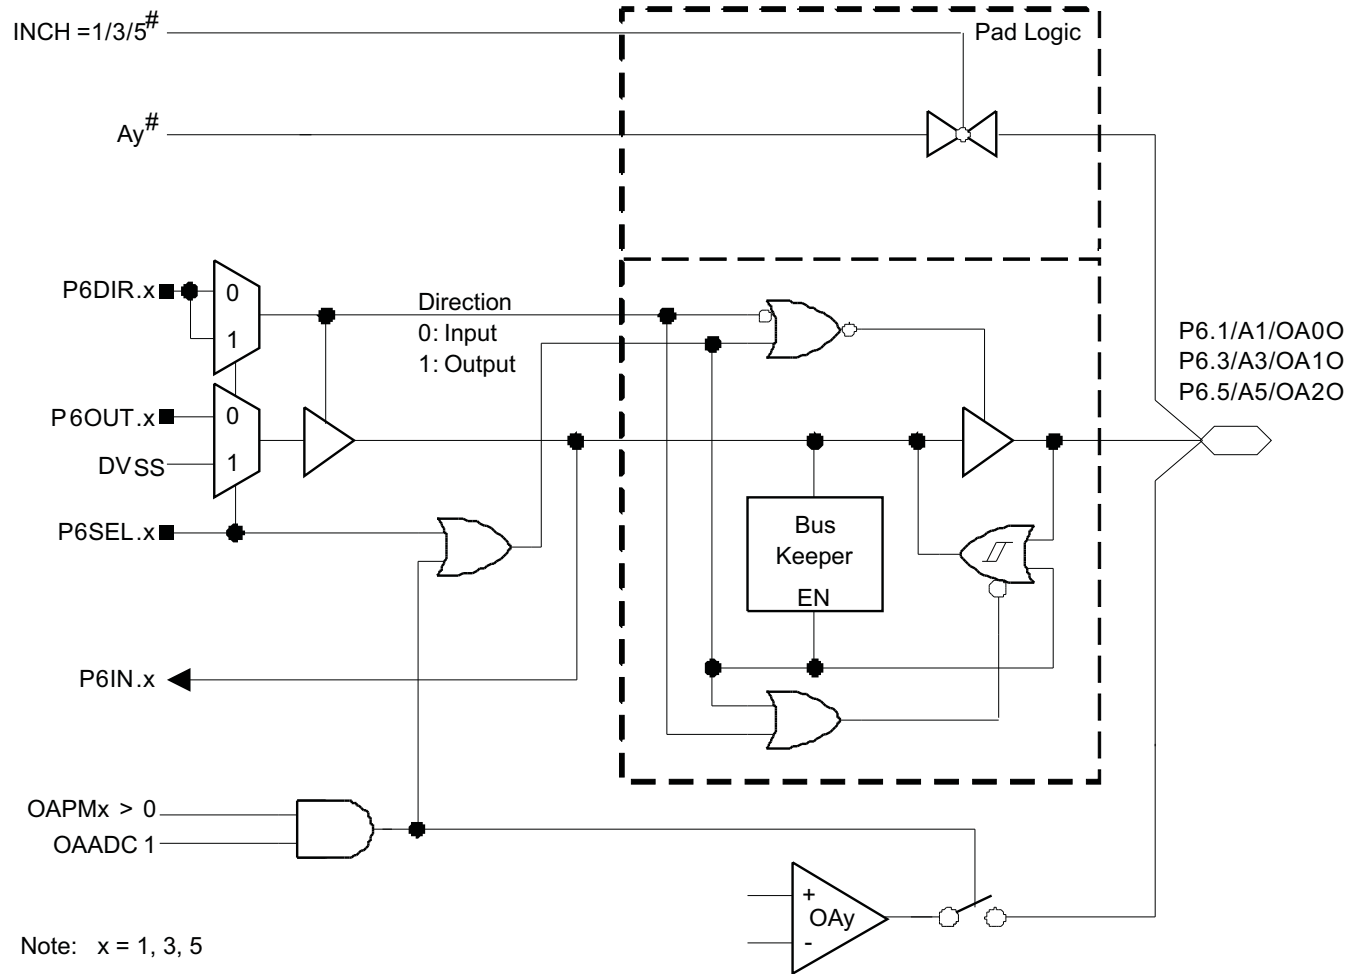 INCH =1/3/5#
Pad Logic
Ay#
P6DIR.x
0
1
Direction
0: Input
1: Output
P6.1/A1/OA0O
P6.3/A3/OA1O
P6.5/A5/OA2O
P6OUT.x
0
DVSS
1
P6SEL.x
Bus
Keeper
EN
P6IN.x
OAPMx > 0
OAADC 1
+
OAy
-
Note: x = 1, 3, 5